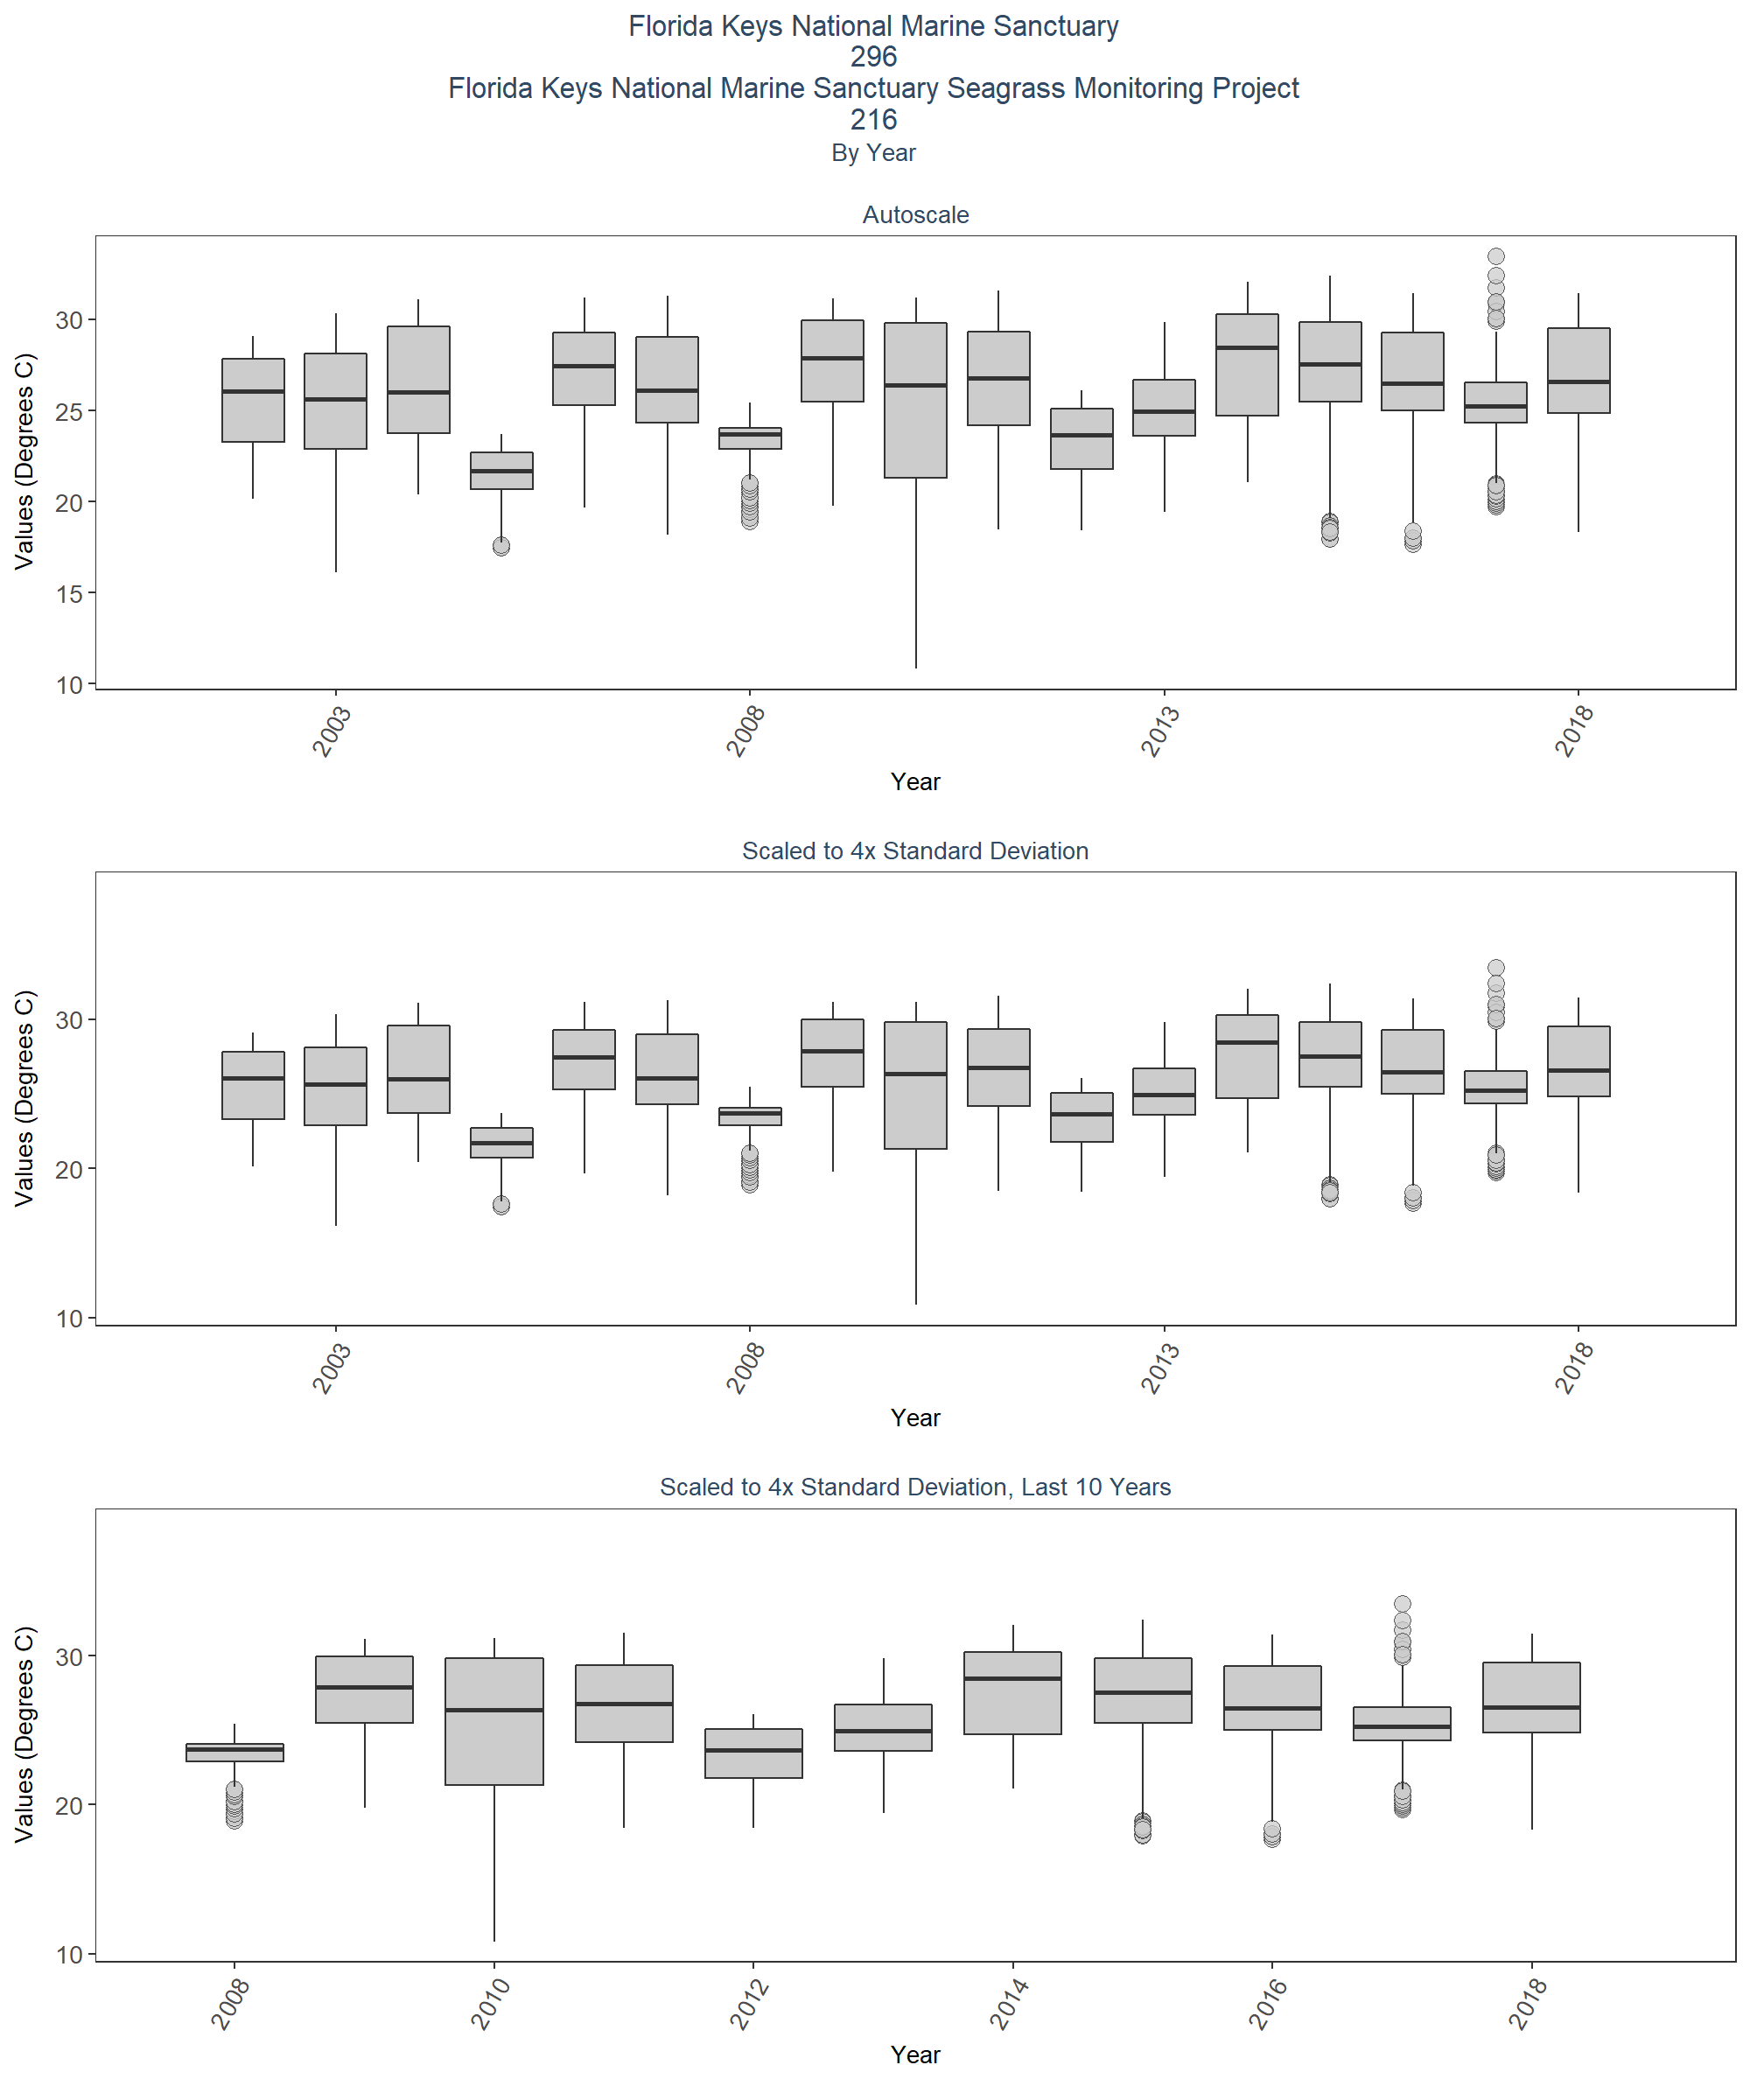 Florida Keys National Marine Sanctuary
296
Florida Keys National Marine Sanctuary Seagrass Monitoring Project
216
By Year
Autoscale
Values (Degrees C)
30
25
20
15
10
2003
2008
2013
2018
Year
Scaled to 4x Standard Deviation
Values (Degrees C)
30
20
10
2003
2008
2013
2018
Year
Scaled to 4x Standard Deviation, Last 10 Years
Values (Degrees C)
30
20
10
2008
2010
2012
2014
2016
2018
Year